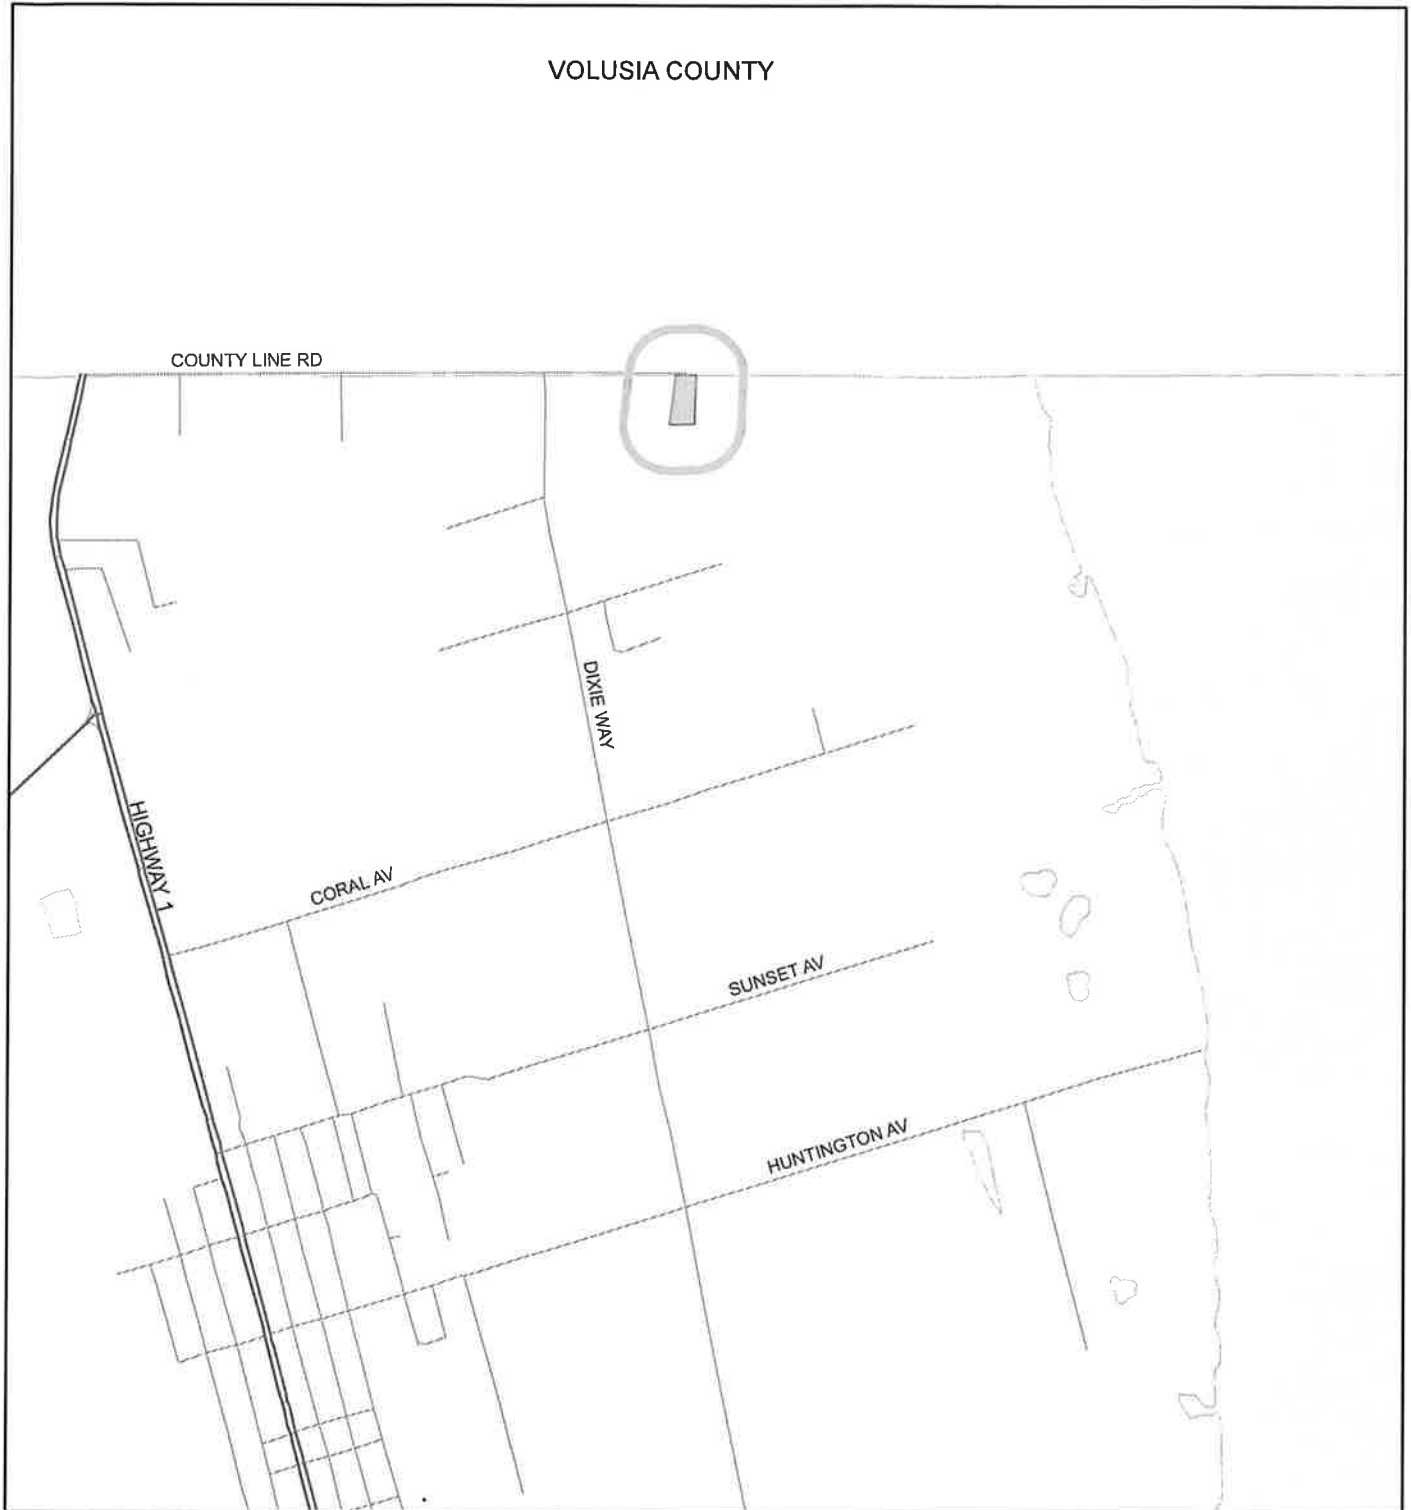 VOLUSIA COUNTY
COUNTY LINE RD
DIXIE WAY
HIGHWAY 1
CORAL AV
SUNSET AV
HUNTINGTON AV